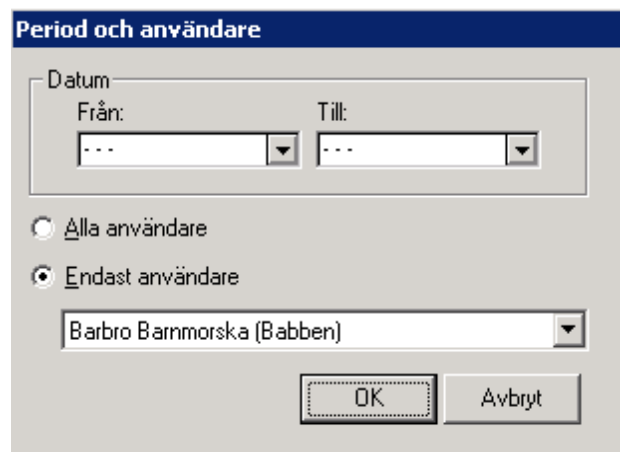 Period och användare
Datum
Från: Till:
--- ---
Alla användare
Endast användare
Barbro Barnmorska (Babben)
OK Avbryt